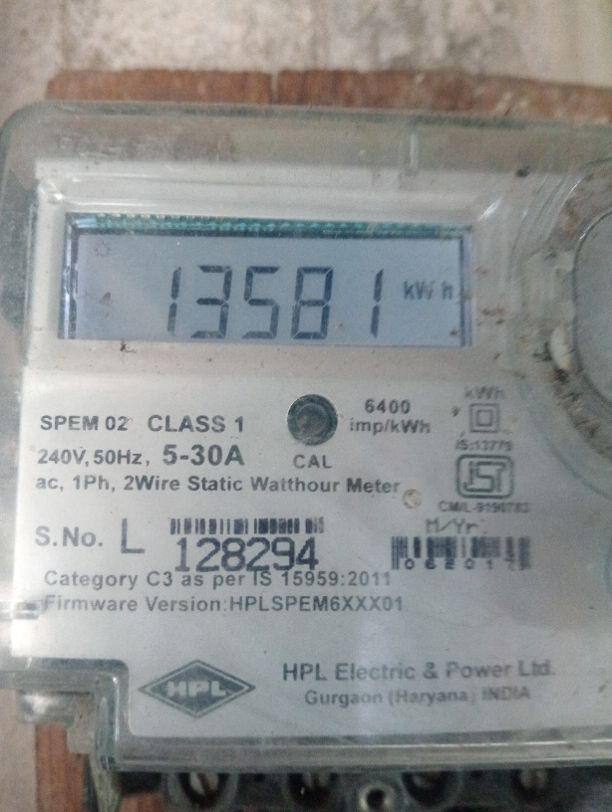 13581 kWh
SPEM 02 CLASS 1
6400
imp/kWh
240V, 50Hz, 5-30A
CAL
ac, 1Ph, 2Wire Static Watthour Meter
kWh
IS:13779
S.No. L 128294
M/Yr.
062017
Category C3 as per IS 15959:2011
Firmware Version:HPLSPEM6XXX01
HPL
HPL Electric & Power Ltd.
Gurgaon (Haryana) INDIA